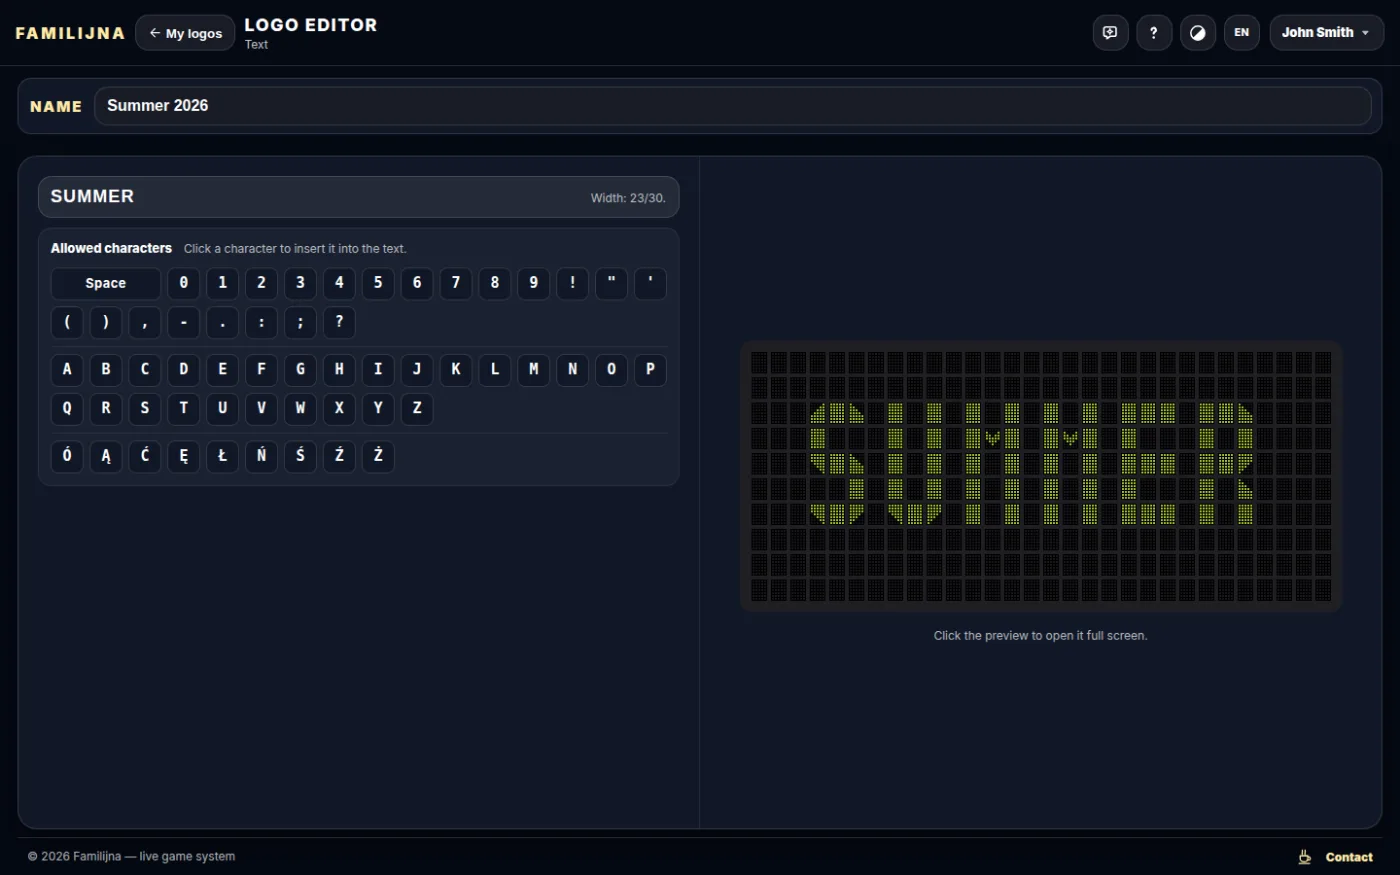 FAMILIJNA
← My logos
LOGO EDITOR
Text
?
EN
John Smith
NAME
Summer 2026
SUMMER
Width: 23/30.
Allowed characters Click a character to insert it into the text.
Space 0 1 2 3 4 5 6 7 8 9 ! " '
( ) , - . : ; ?
A B C D E F G H I J K L M N O P
Q R S T U V W X Y Z
Ó Ą Ć Ę Ł Ń Ś Ź Ż
SUMMER
Click the preview to open it full screen.
© 2026 Familijna — live game system
Contact